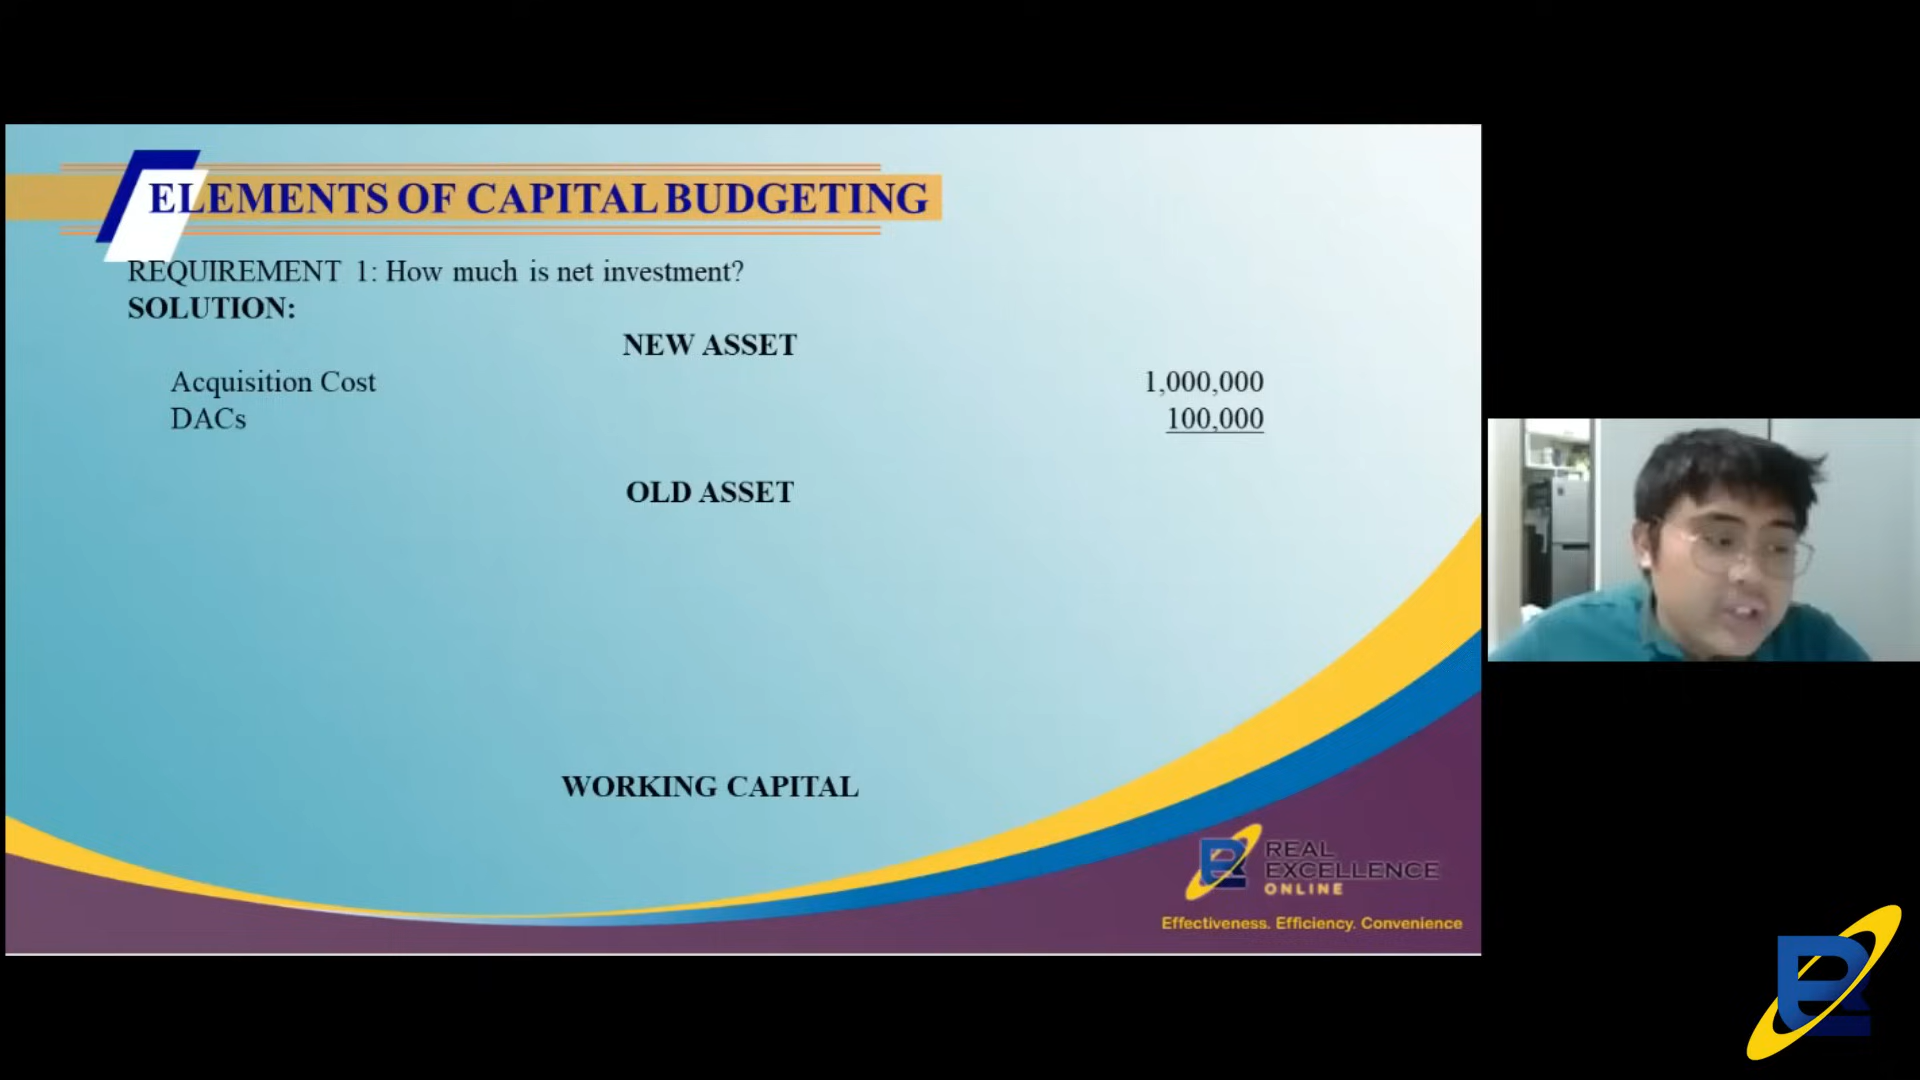 ELEMENTS OF CAPITAL BUDGETING
REQUIREMENT 1: How much is net investment?
SOLUTION:
NEW ASSET
Acquisition Cost 1,000,000
DACs 100,000
OLD ASSET
WORKING CAPITAL
REAL
EXCELLENCE
ONLINE
Effectiveness. Efficiency. Convenience